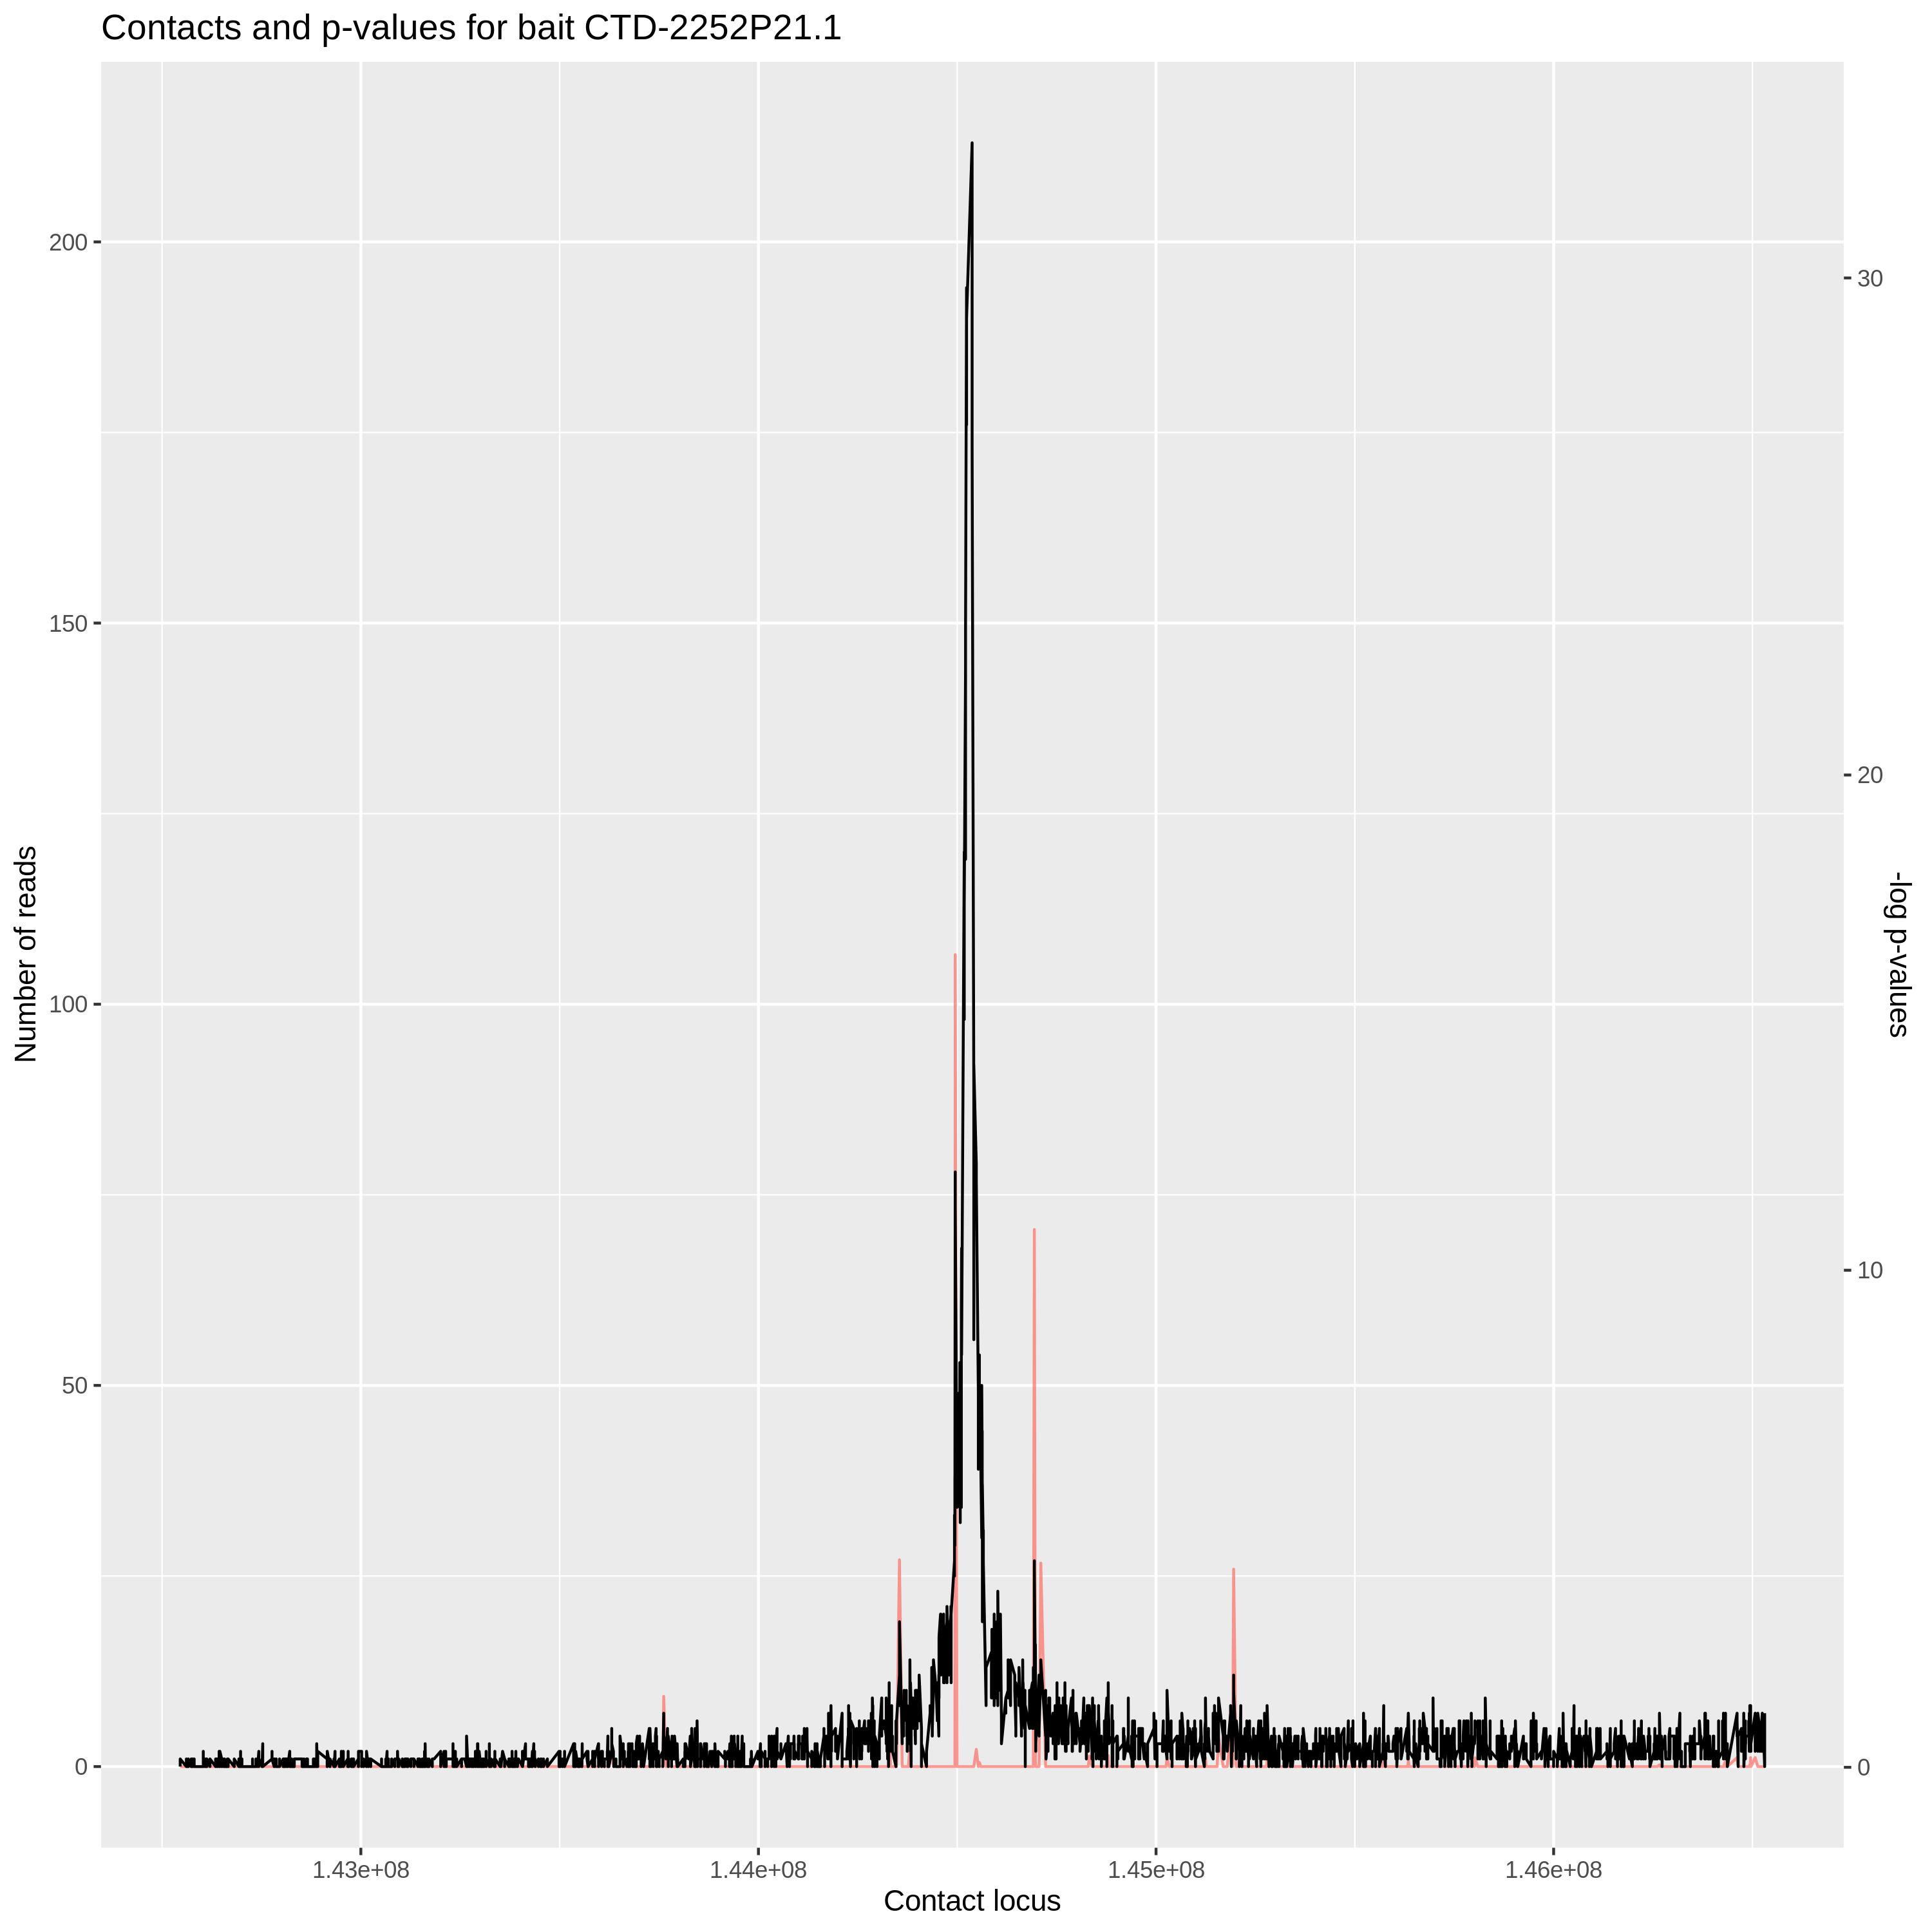 Contacts and p-values for bait CTD-2252P21.1
200
150
100
50
0
Number of reads
30
20
10
0
-log p-values
1.43e+08
1.44e+08
1.45e+08
1.46e+08
Contact locus